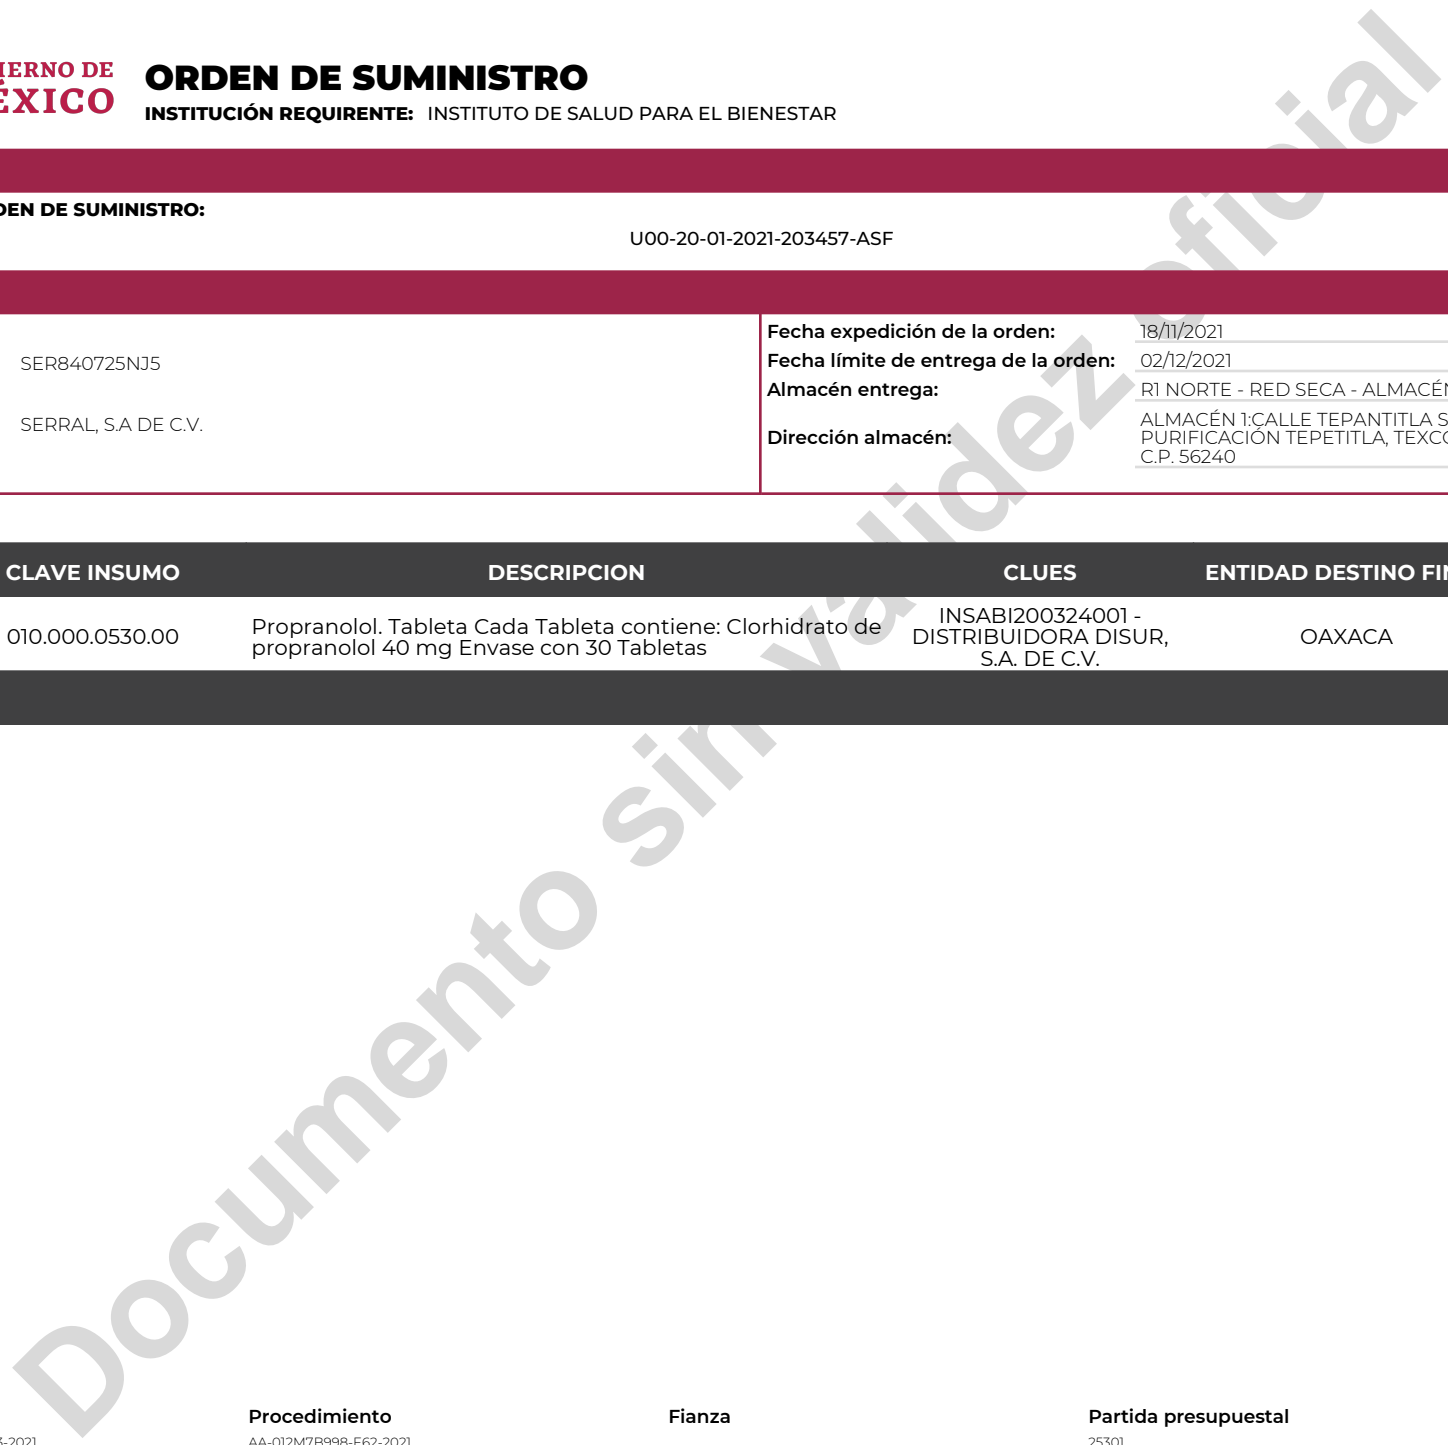 IERNO DE
ÉXICO
ORDEN DE SUMINISTRO
INSTITUCIÓN REQUIRENTE: INSTITUTO DE SALUD PARA EL BIENESTAR
DEN DE SUMINISTRO:
U00-20-01-2021-203457-ASF
SER840725NJ5
SERRAL, S.A DE C.V.
Fecha expedición de la orden: 18/11/2021
Fecha límite de entrega de la orden: 02/12/2021
Almacén entrega: R1 NORTE - RED SECA - ALMACÉN
Dirección almacén: ALMACÉN 1:CALLE TEPANTITLA S
PURIFICACIÓN TEPETITLA, TEXCO
C.P. 56240
CLAVE INSUMO DESCRIPCION CLUES ENTIDAD DESTINO FIN
010.000.0530.00
Propranolol. Tableta Cada Tableta contiene: Clorhidrato de
propranolol 40 mg Envase con 30 Tabletas
INSABI200324001 -
DISTRIBUIDORA DISUR,
S.A. DE C.V.
OAXACA
Documento sin validez oficial
Procedimiento Fianza Partida presupuestal
-2021 AA-012M7B998-E62-2021 25301